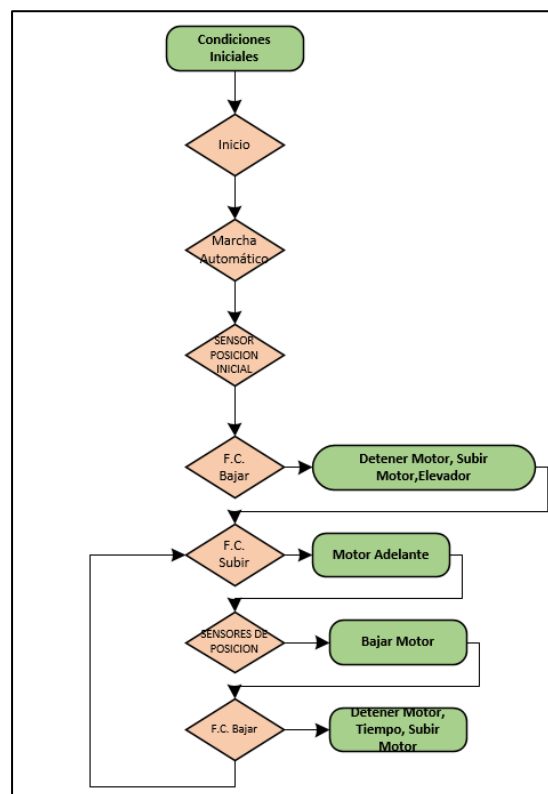 Condiciones
Iniciales
Inicio
Marcha
Automático
SENSOR
POSICION
INICIAL
F.C.
Bajar
Detener Motor, Subir
Motor,Elevador
F.C.
Subir
Motor Adelante
SENSORES DE
POSICION
Bajar Motor
F.C. Bajar
Detener Motor,
Tiempo, Subir
Motor